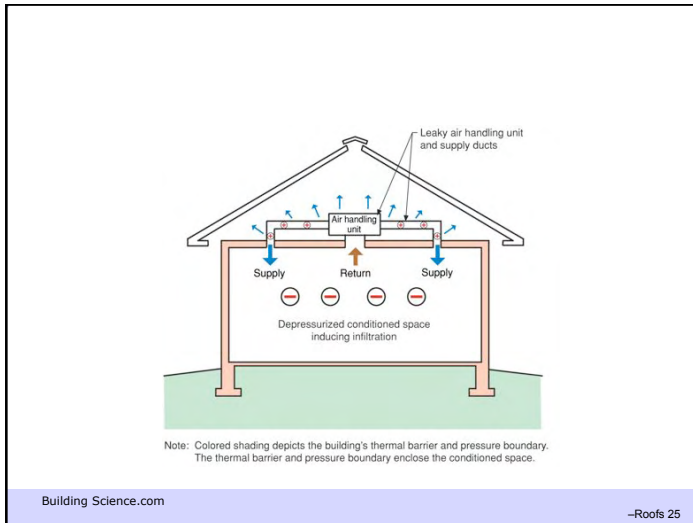 Leaky air handling unit
and supply ducts
Air handling
unit
Supply
Return
Supply
Depressurized conditioned space
inducing infiltration
Note: Colored shading depicts the building's thermal barrier and pressure boundary.
The thermal barrier and pressure boundary enclose the conditioned space.
Building Science.com
–Roofs 25